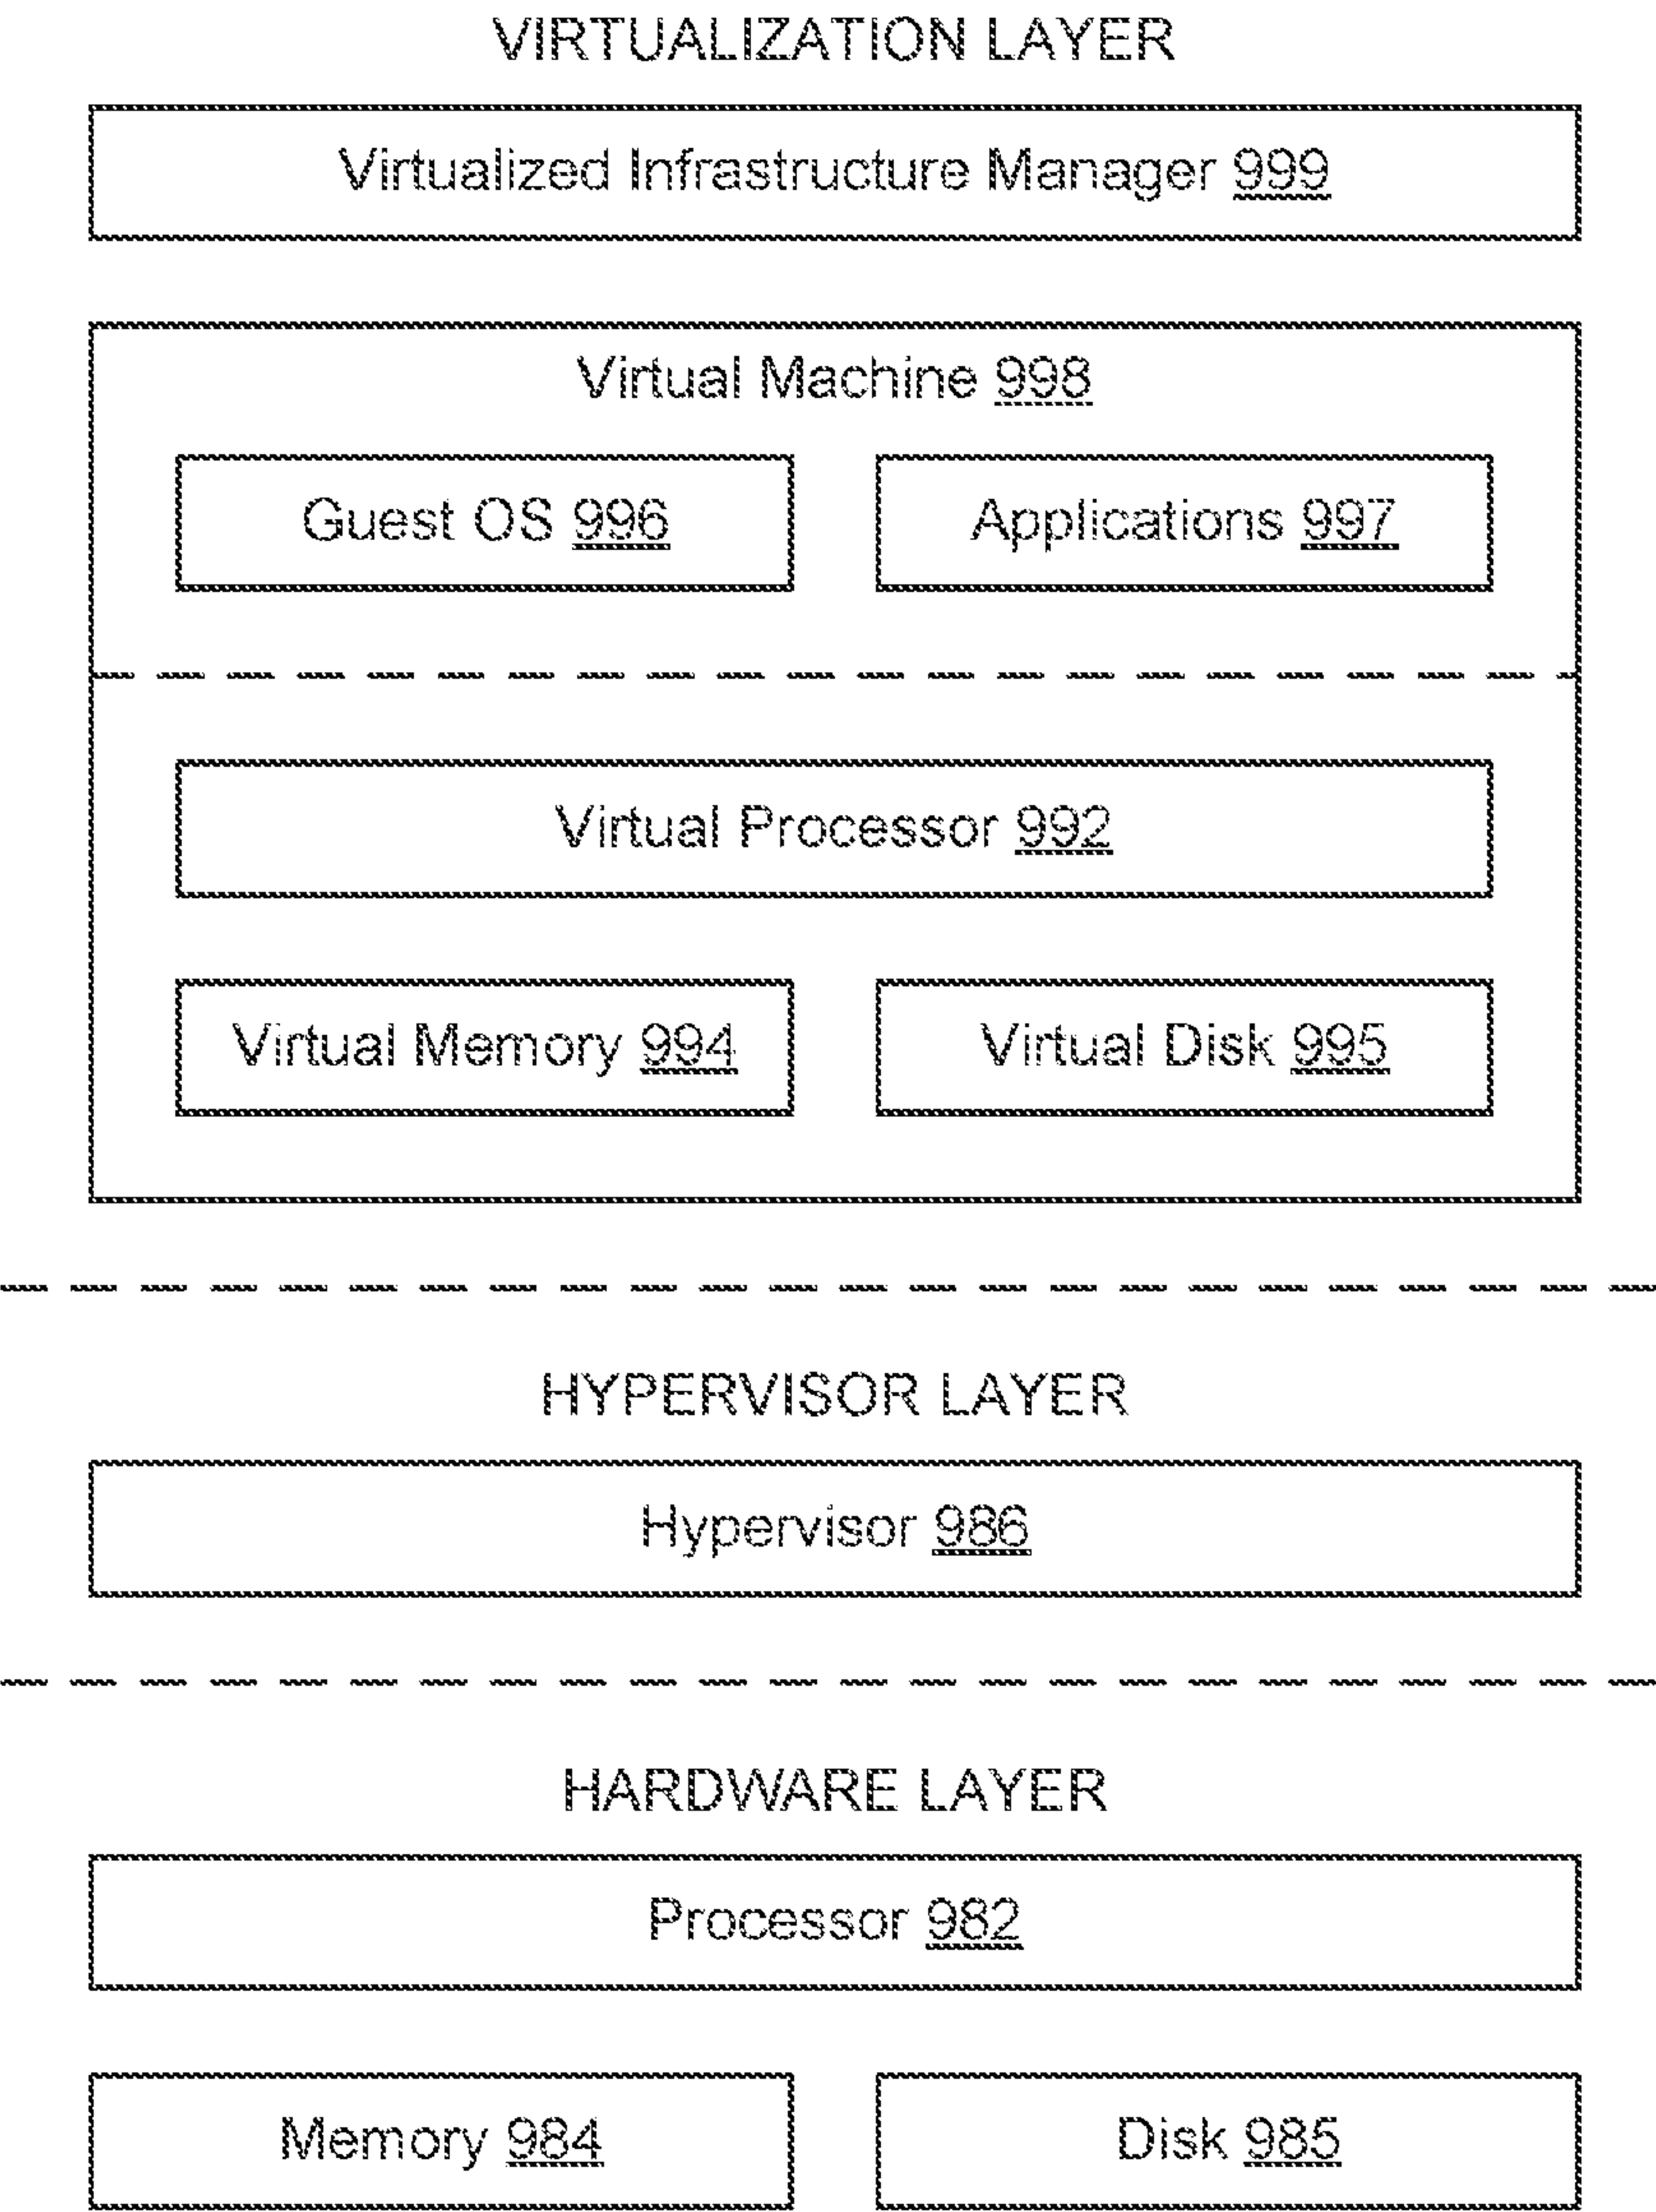 VIRTUALIZATION LAYER
Virtualized Infrastructure Manager 999
Virtual Machine 998
Guest OS 996
Applications 997
Virtual Processor 992
Virtual Memory 994
Virtual Disk 995
HYPERVISOR LAYER
Hypervisor 986
HARDWARE LAYER
Processor 982
Memory 984
Disk 985